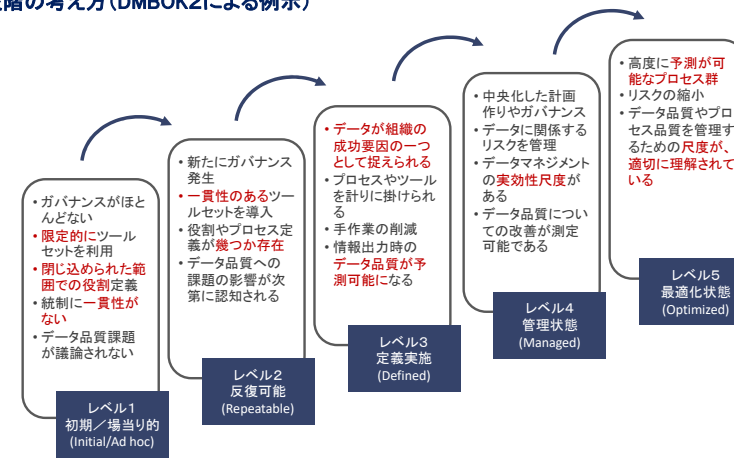 階の考え方(DMBOK2による例示)
・ガバナンスがほと
んどない
・限定的にツール
セットを利用
・閉じ込められた範
囲での役割定義
・統制に一貫性が
ない
・データ品質課題
が議論されない
レベル1
初期／場当り的
(Initial/Ad hoc)
・新たにガバナンス
発生
・一貫性のあるツー
ルセットを導入
・役割やプロセス定
義が幾つか存在
・データ品質への
課題の影響が次
第に認知される
レベル2
反復可能
(Repeatable)
・データが組織の
成功要因の一つ
として捉えられる
・プロセスやツール
を計りに掛けられ
る
・手作業の削減
・情報出力時の
データ品質が予
測可能になる
レベル3
定義実施
(Defined)
・中央化した計画
作りやガバナンス
・データに関係する
リスクを管理
・データマネジメント
の実効性尺度が
ある
・データ品質につい
ての改善が測定
可能である
レベル4
管理状態
(Managed)
・高度に予測が可
能なプロセス群
・リスクの縮小
・データ品質やプロ
セス品質を管理す
るための尺度が、
適切に理解されて
いる
レベル5
最適化状態
(Optimized)